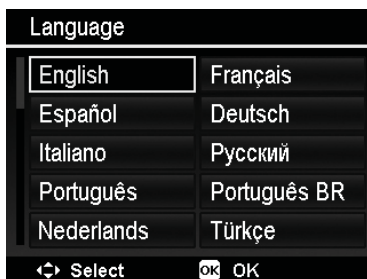 Language
English Français
Español Deutsch
Italiano Русский
Português Português BR
Nederlands Türkçe
Select OK OK